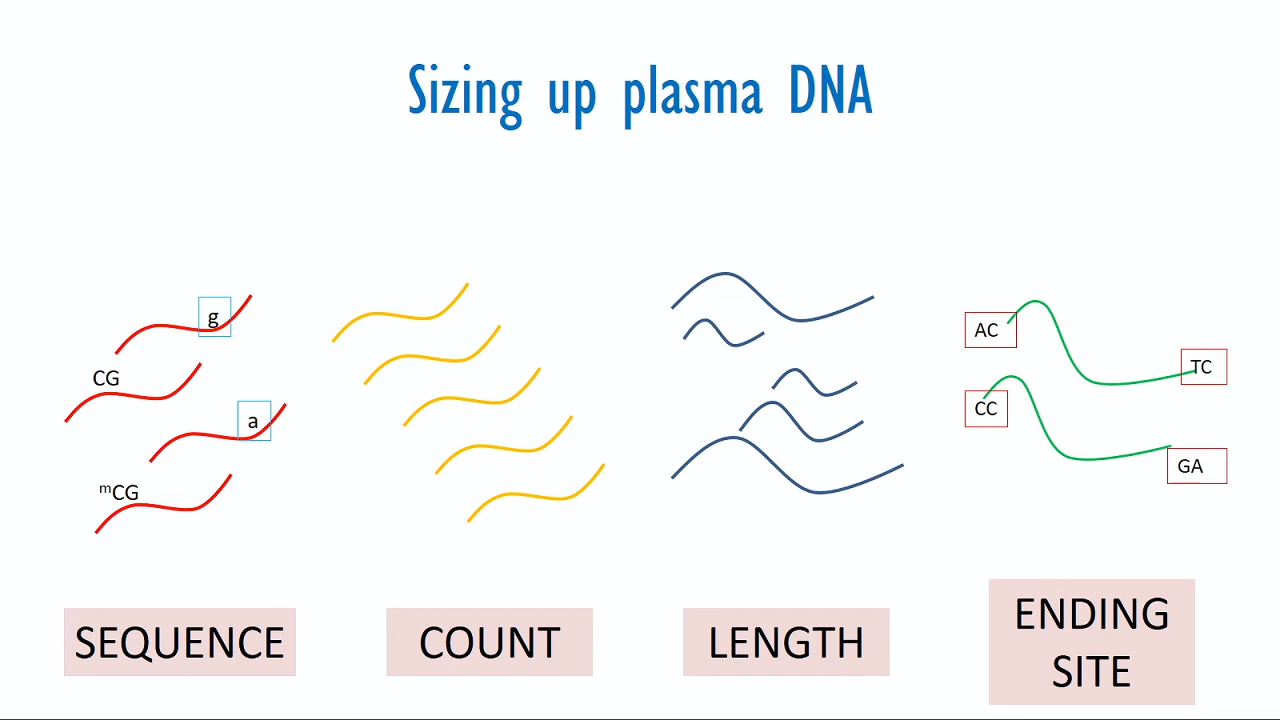 Sizing up plasma DNA
g
CG
a
ᵐCG
AC
TC
CC
GA
SEQUENCE
COUNT
LENGTH
ENDING
SITE